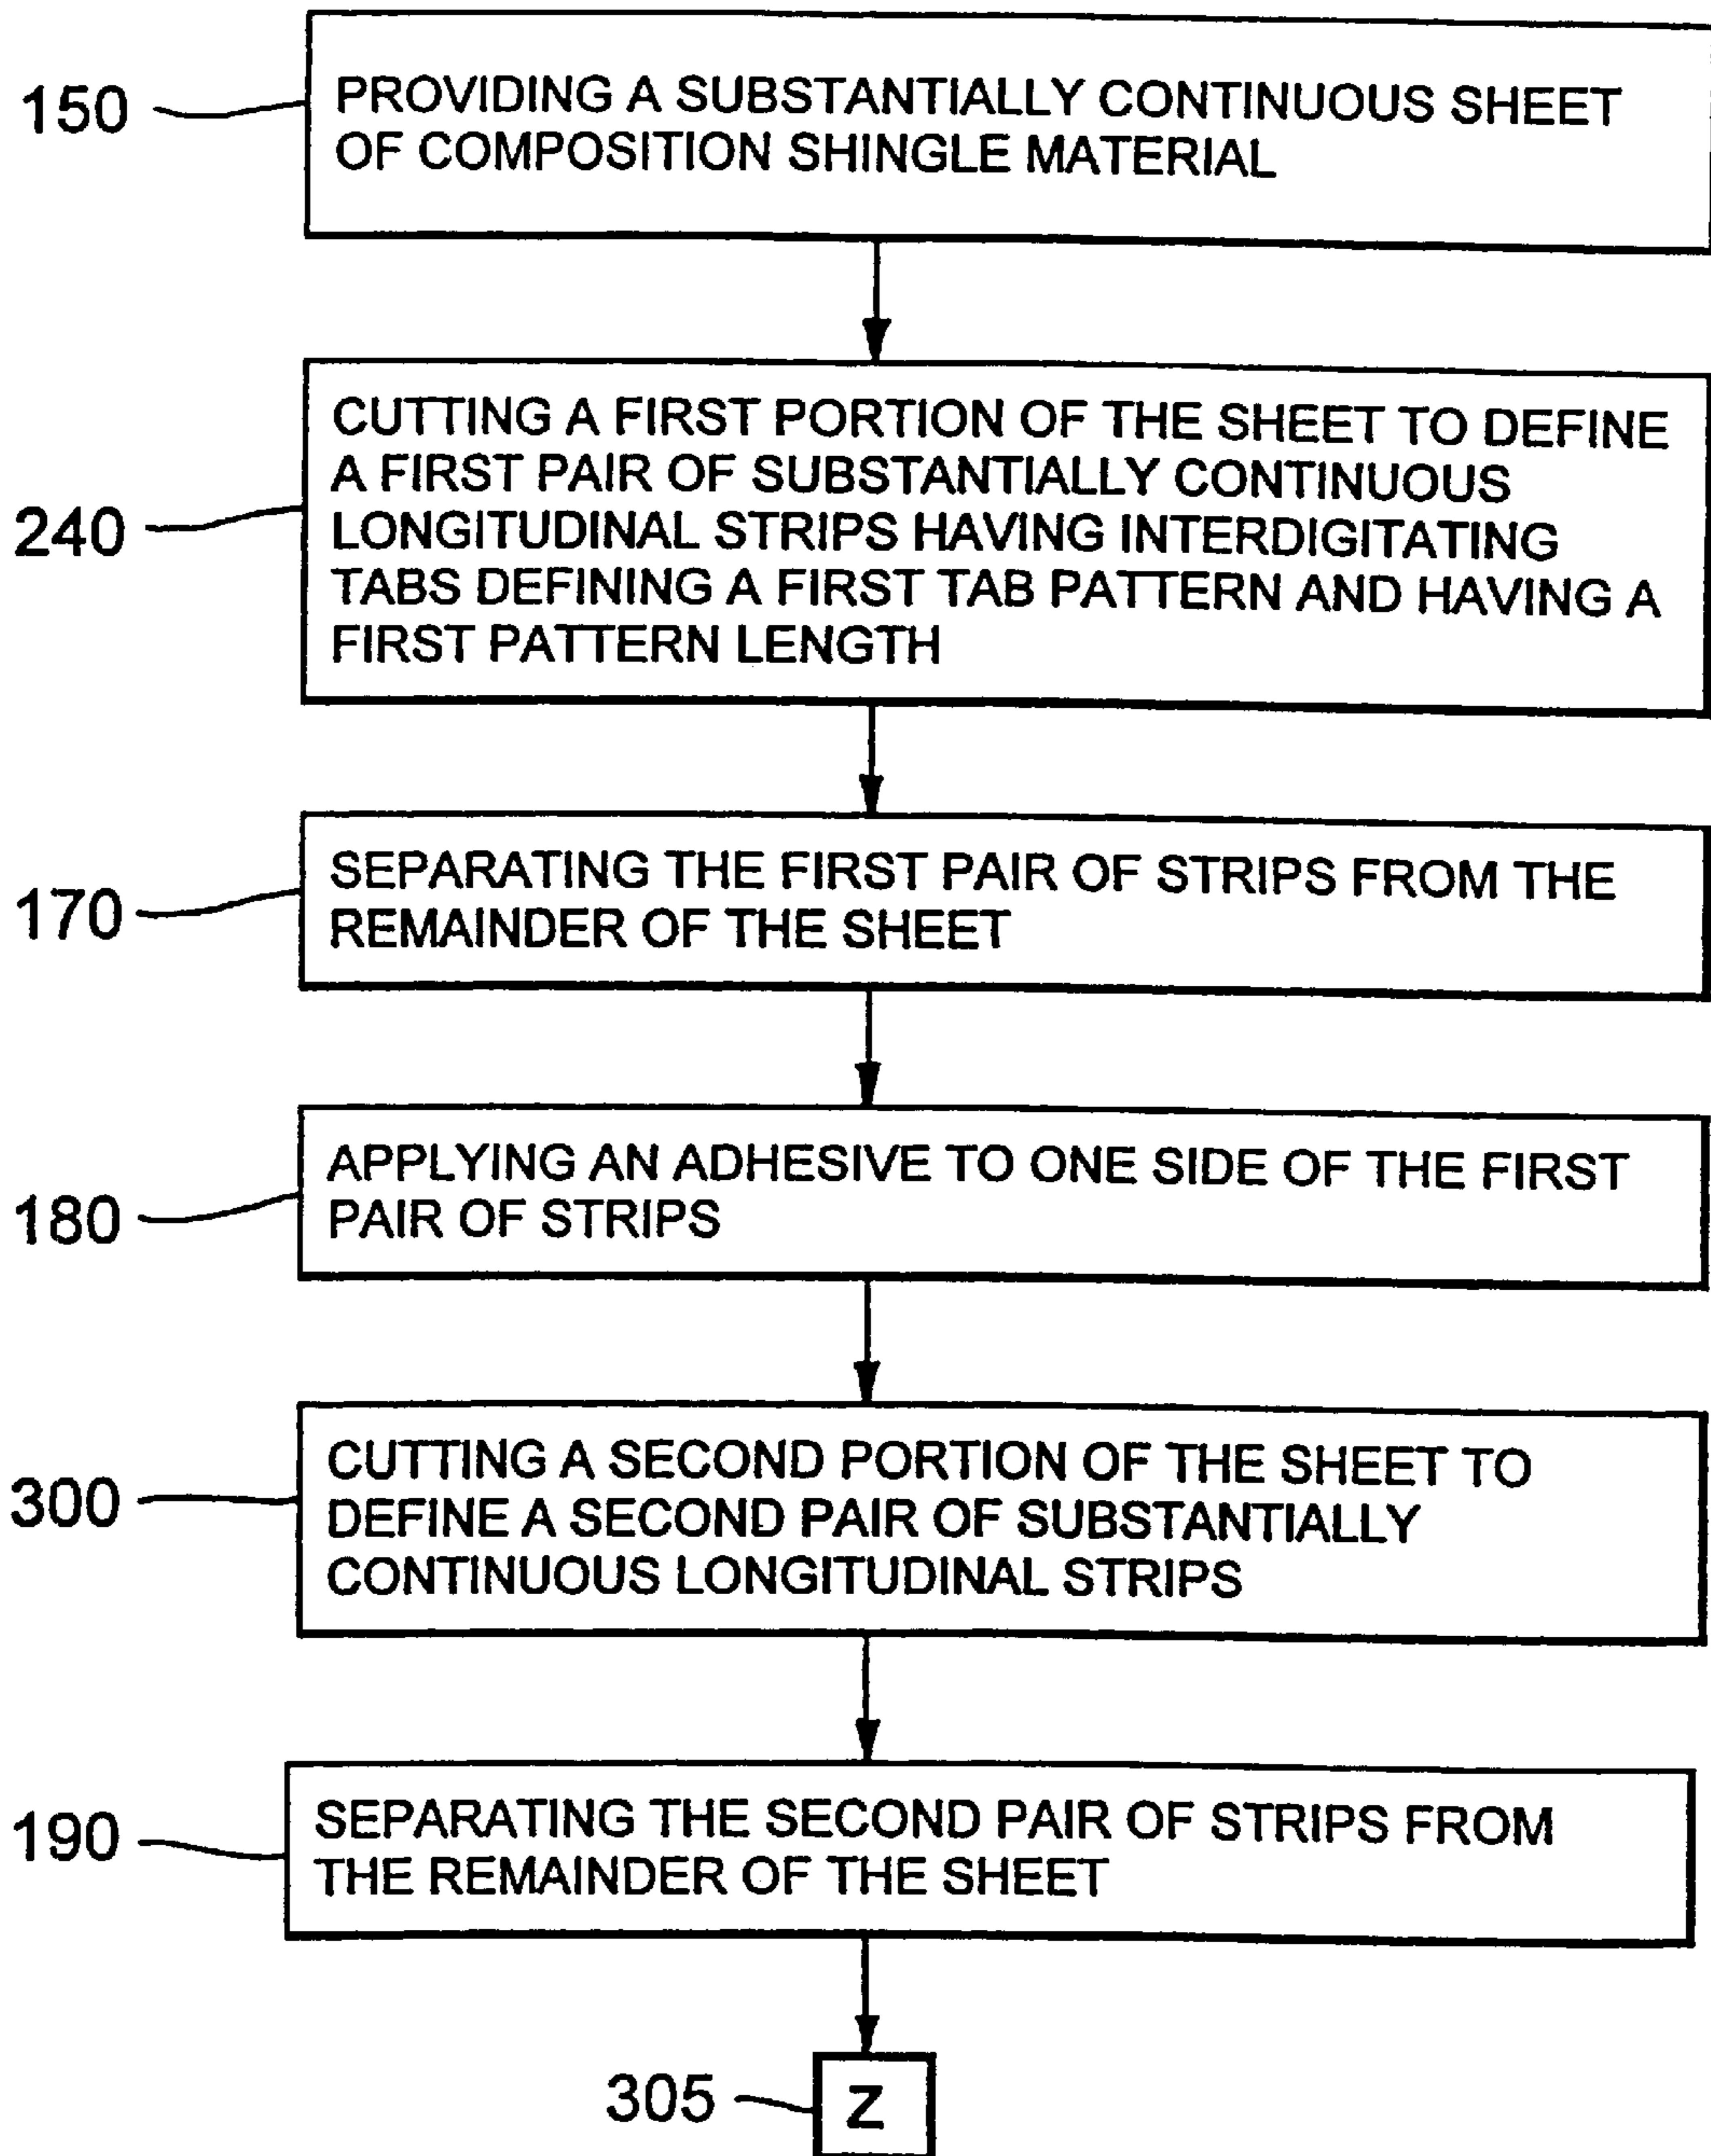 150
PROVIDING A SUBSTANTIALLY CONTINUOUS SHEET
OF COMPOSITION SHINGLE MATERIAL
240
CUTTING A FIRST PORTION OF THE SHEET TO DEFINE
A FIRST PAIR OF SUBSTANTIALLY CONTINUOUS
LONGITUDINAL STRIPS HAVING INTERDIGITATING
TABS DEFINING A FIRST TAB PATTERN AND HAVING A
FIRST PATTERN LENGTH
170
SEPARATING THE FIRST PAIR OF STRIPS FROM THE
REMAINDER OF THE SHEET
180
APPLYING AN ADHESIVE TO ONE SIDE OF THE FIRST
PAIR OF STRIPS
300
CUTTING A SECOND PORTION OF THE SHEET TO
DEFINE A SECOND PAIR OF SUBSTANTIALLY
CONTINUOUS LONGITUDINAL STRIPS
190
SEPARATING THE SECOND PAIR OF STRIPS FROM
THE REMAINDER OF THE SHEET
305
Z